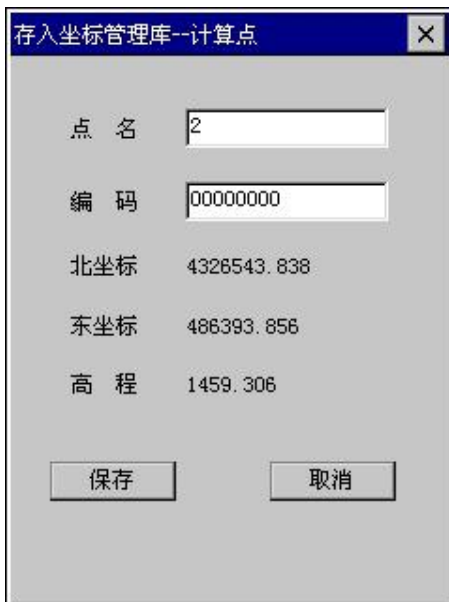 存入坐标管理库--计算点
点 名 2
编 码 00000000
北坐标 4326543.838
东坐标 486393.856
高 程 1459.306
保存 取消